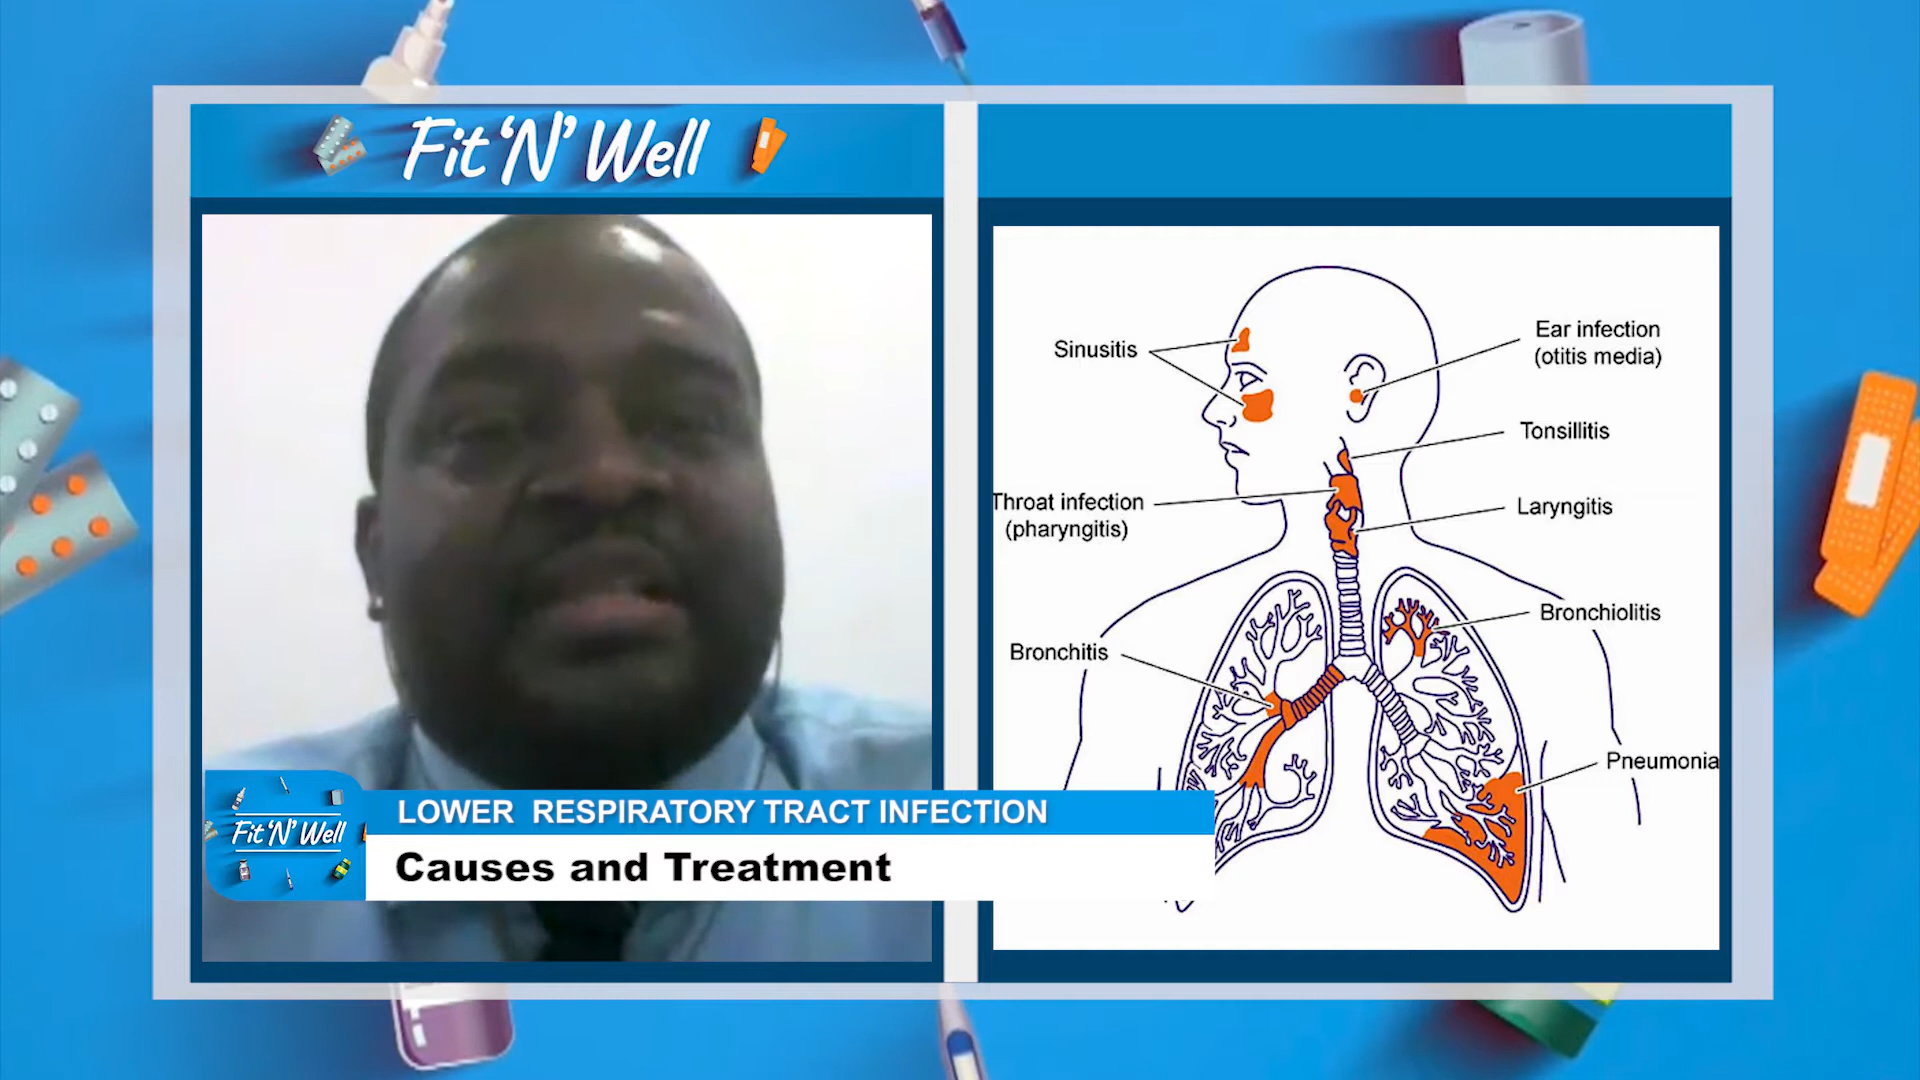 Fit 'N' Well
Sinusitis
Ear infection
(otitis media)
Tonsillitis
Throat infection
(pharyngitis)
Laryngitis
Bronchiolitis
Bronchitis
Pneumonia
LOWER RESPIRATORY TRACT INFECTION
Fit 'N' Well
Causes and Treatment